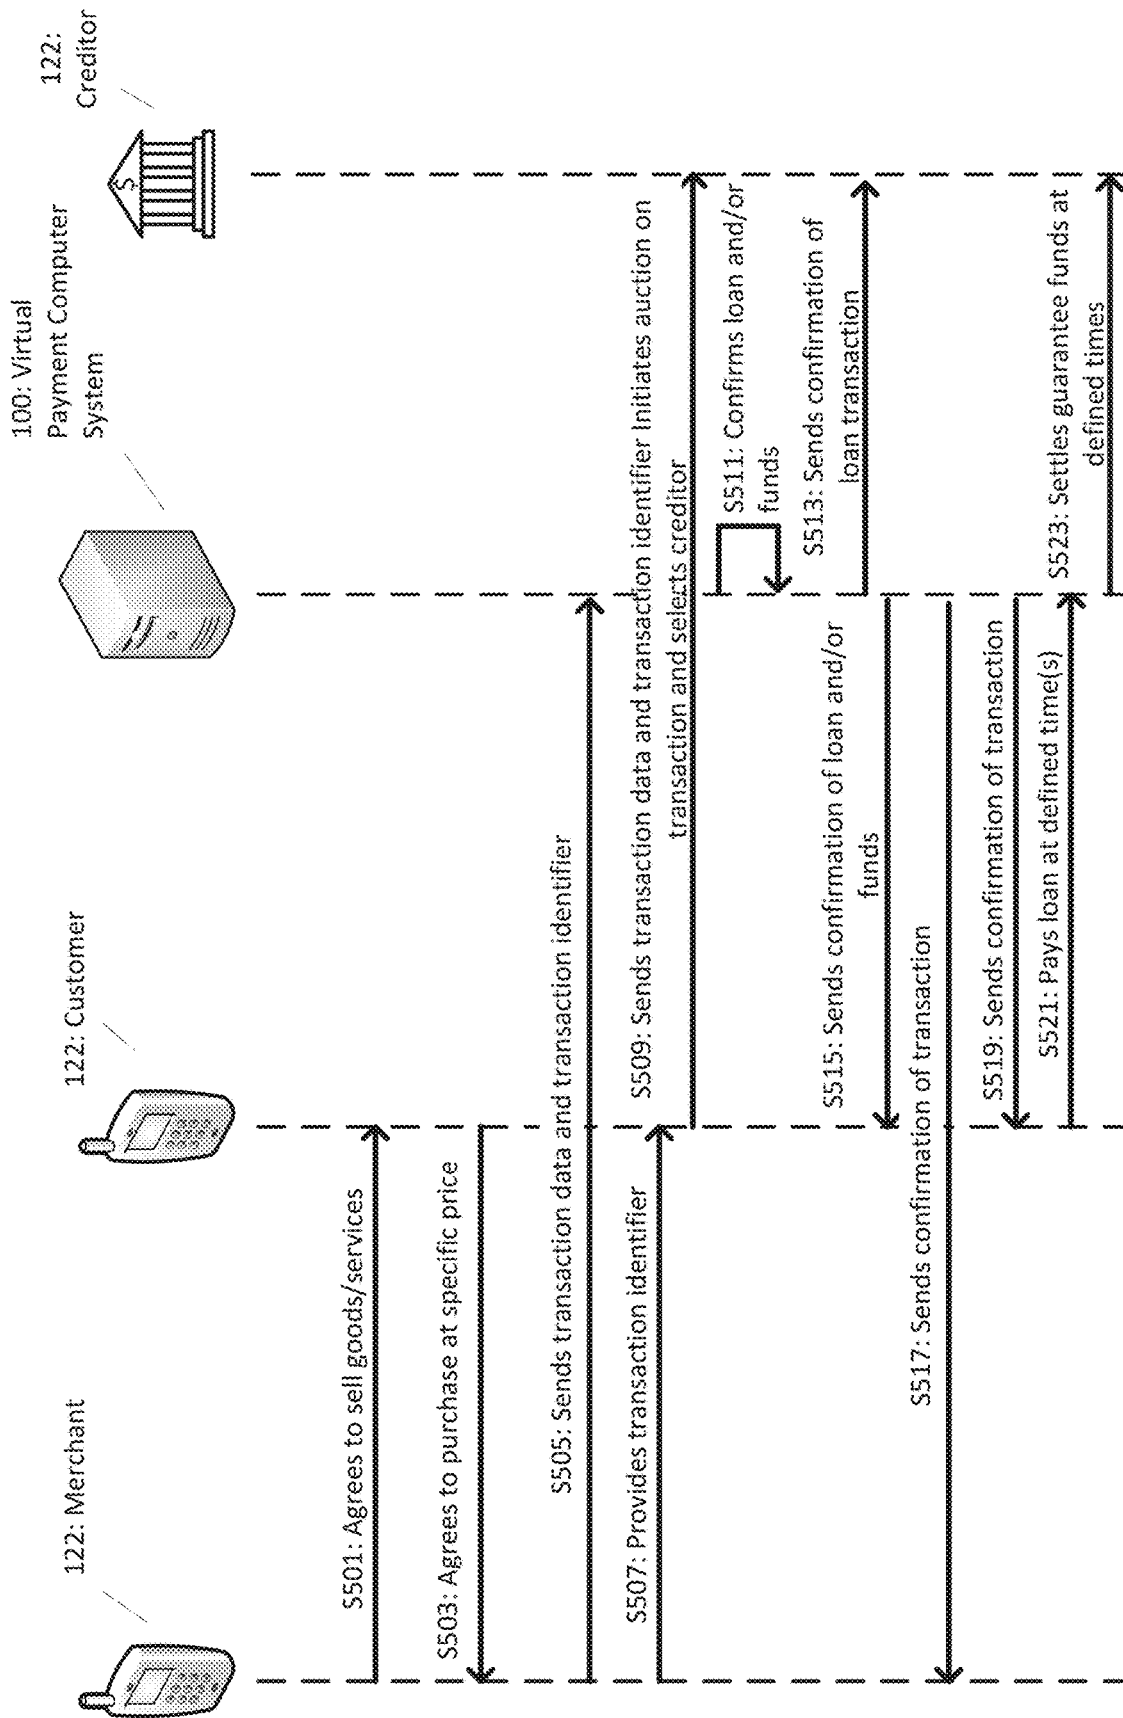 122: Merchant
122: Customer
100: Virtual
Payment Computer
System
122:
Creditor
S501: Agrees to sell goods/services
S503: Agrees to purchase at specific price
S505: Sends transaction data and transaction identifier
S507: Provides transaction identifier
S509: Sends transaction data and transaction identifier Initiates auction on
transaction and selects creditor
S511: Confirms loan and/or
funds
S513: Sends confirmation of
loan transaction
S515: Sends confirmation of loan and/or
funds
S517: Sends confirmation of transaction
S519: Sends confirmation of transaction
S521: Pays loan at defined time(s)
S523: Settles guarantee funds at
defined times
$